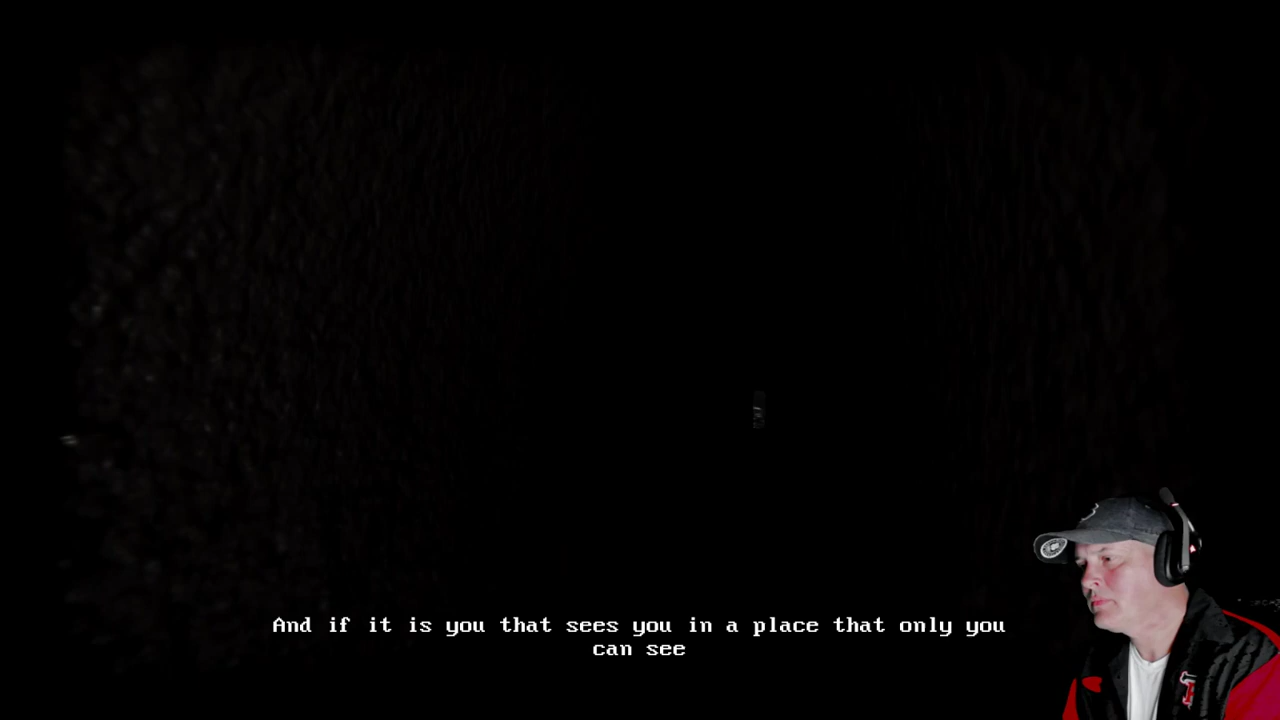 And if it is you that sees you in a place that only you
can see